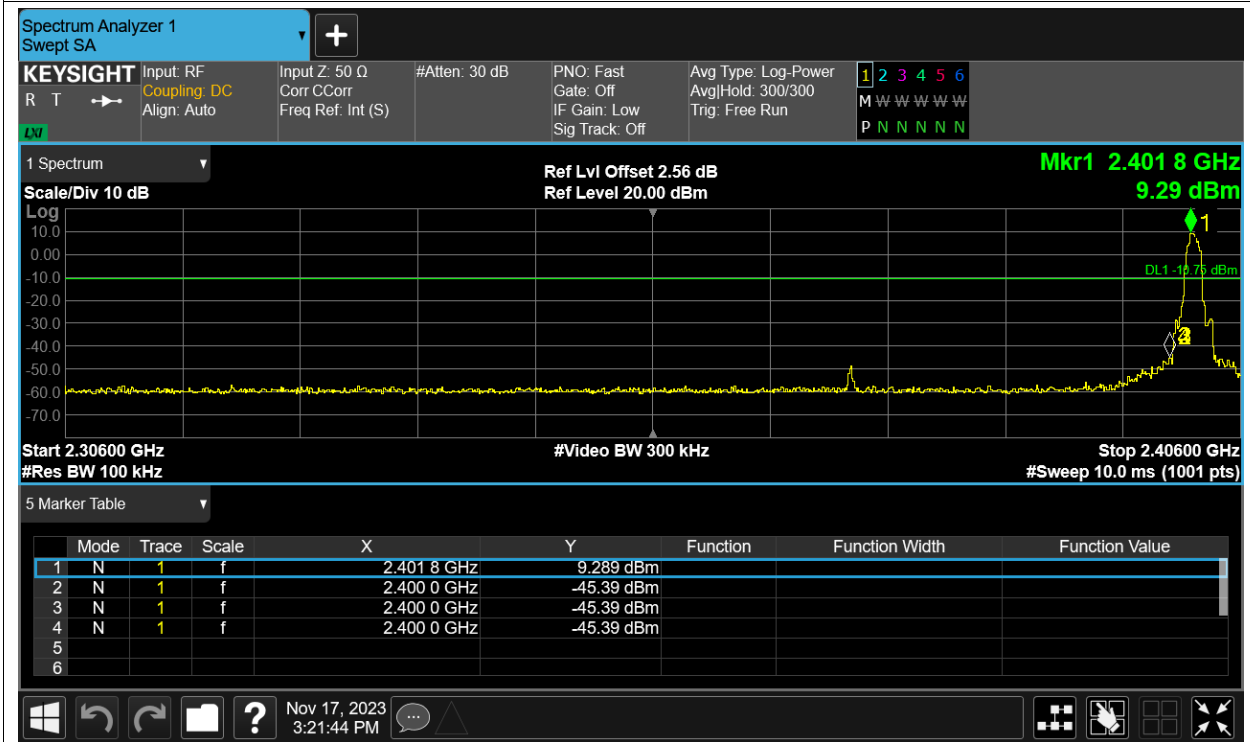 Spectrum Analyzer 1
Swept SA
+
KEYSIGHT Input: RF Input Z: 50 Ω #Atten: 30 dB PNO: Fast Avg Type: Log-Power 1 2 3 4 5 6
R T Coupling: DC Corr CCorr Gate: Off Avg|Hold: 300/300 M W W W W W
Align: Auto Freq Ref: Int (S) IF Gain: Low Trig: Free Run
LXI Sig Track: Off P N N N N N
1 Spectrum Ref Lvl Offset 2.56 dB Mkr1 2.401 8 GHz
Scale/Div 10 dB Ref Level 20.00 dBm 9.29 dBm
Log
1
10.0
0.00
DL1 -10.75 dBm
-10.0
-20.0
-30.0
-40.0
-50.0
-60.0
-70.0
Start 2.30600 GHz #Video BW 300 kHz Stop 2.40600 GHz
#Res BW 100 kHz #Sweep 10.0 ms (1001 pts)
5 Marker Table
Mode Trace Scale X Y Function Function Width Function Value
1 N 1 f 2.401 8 GHz 9.289 dBm
2 N 1 f 2.400 0 GHz -45.39 dBm
3 N 1 f 2.400 0 GHz -45.39 dBm
4 N 1 f 2.400 0 GHz -45.39 dBm
5
6
? Nov 17, 2023
3:21:44 PM